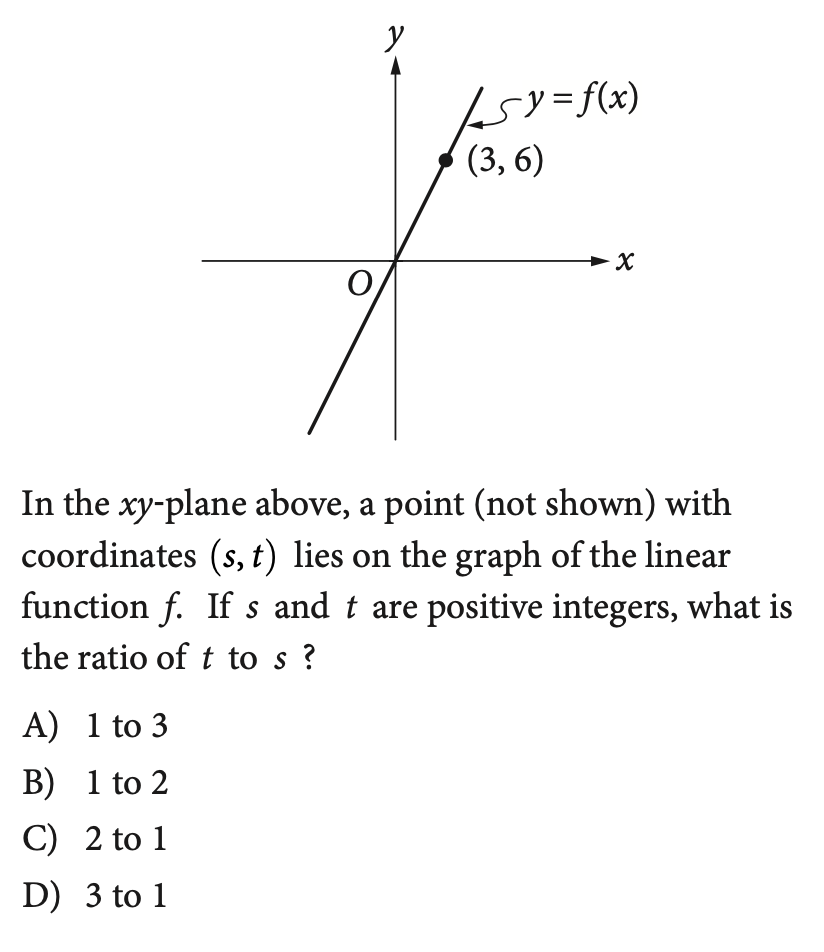 y
y = f(x)
(3, 6)
x
O
In the xy-plane above, a point (not shown) with
coordinates (s, t) lies on the graph of the linear
function f. If s and t are positive integers, what is
the ratio of t to s ?
A) 1 to 3
B) 1 to 2
C) 2 to 1
D) 3 to 1